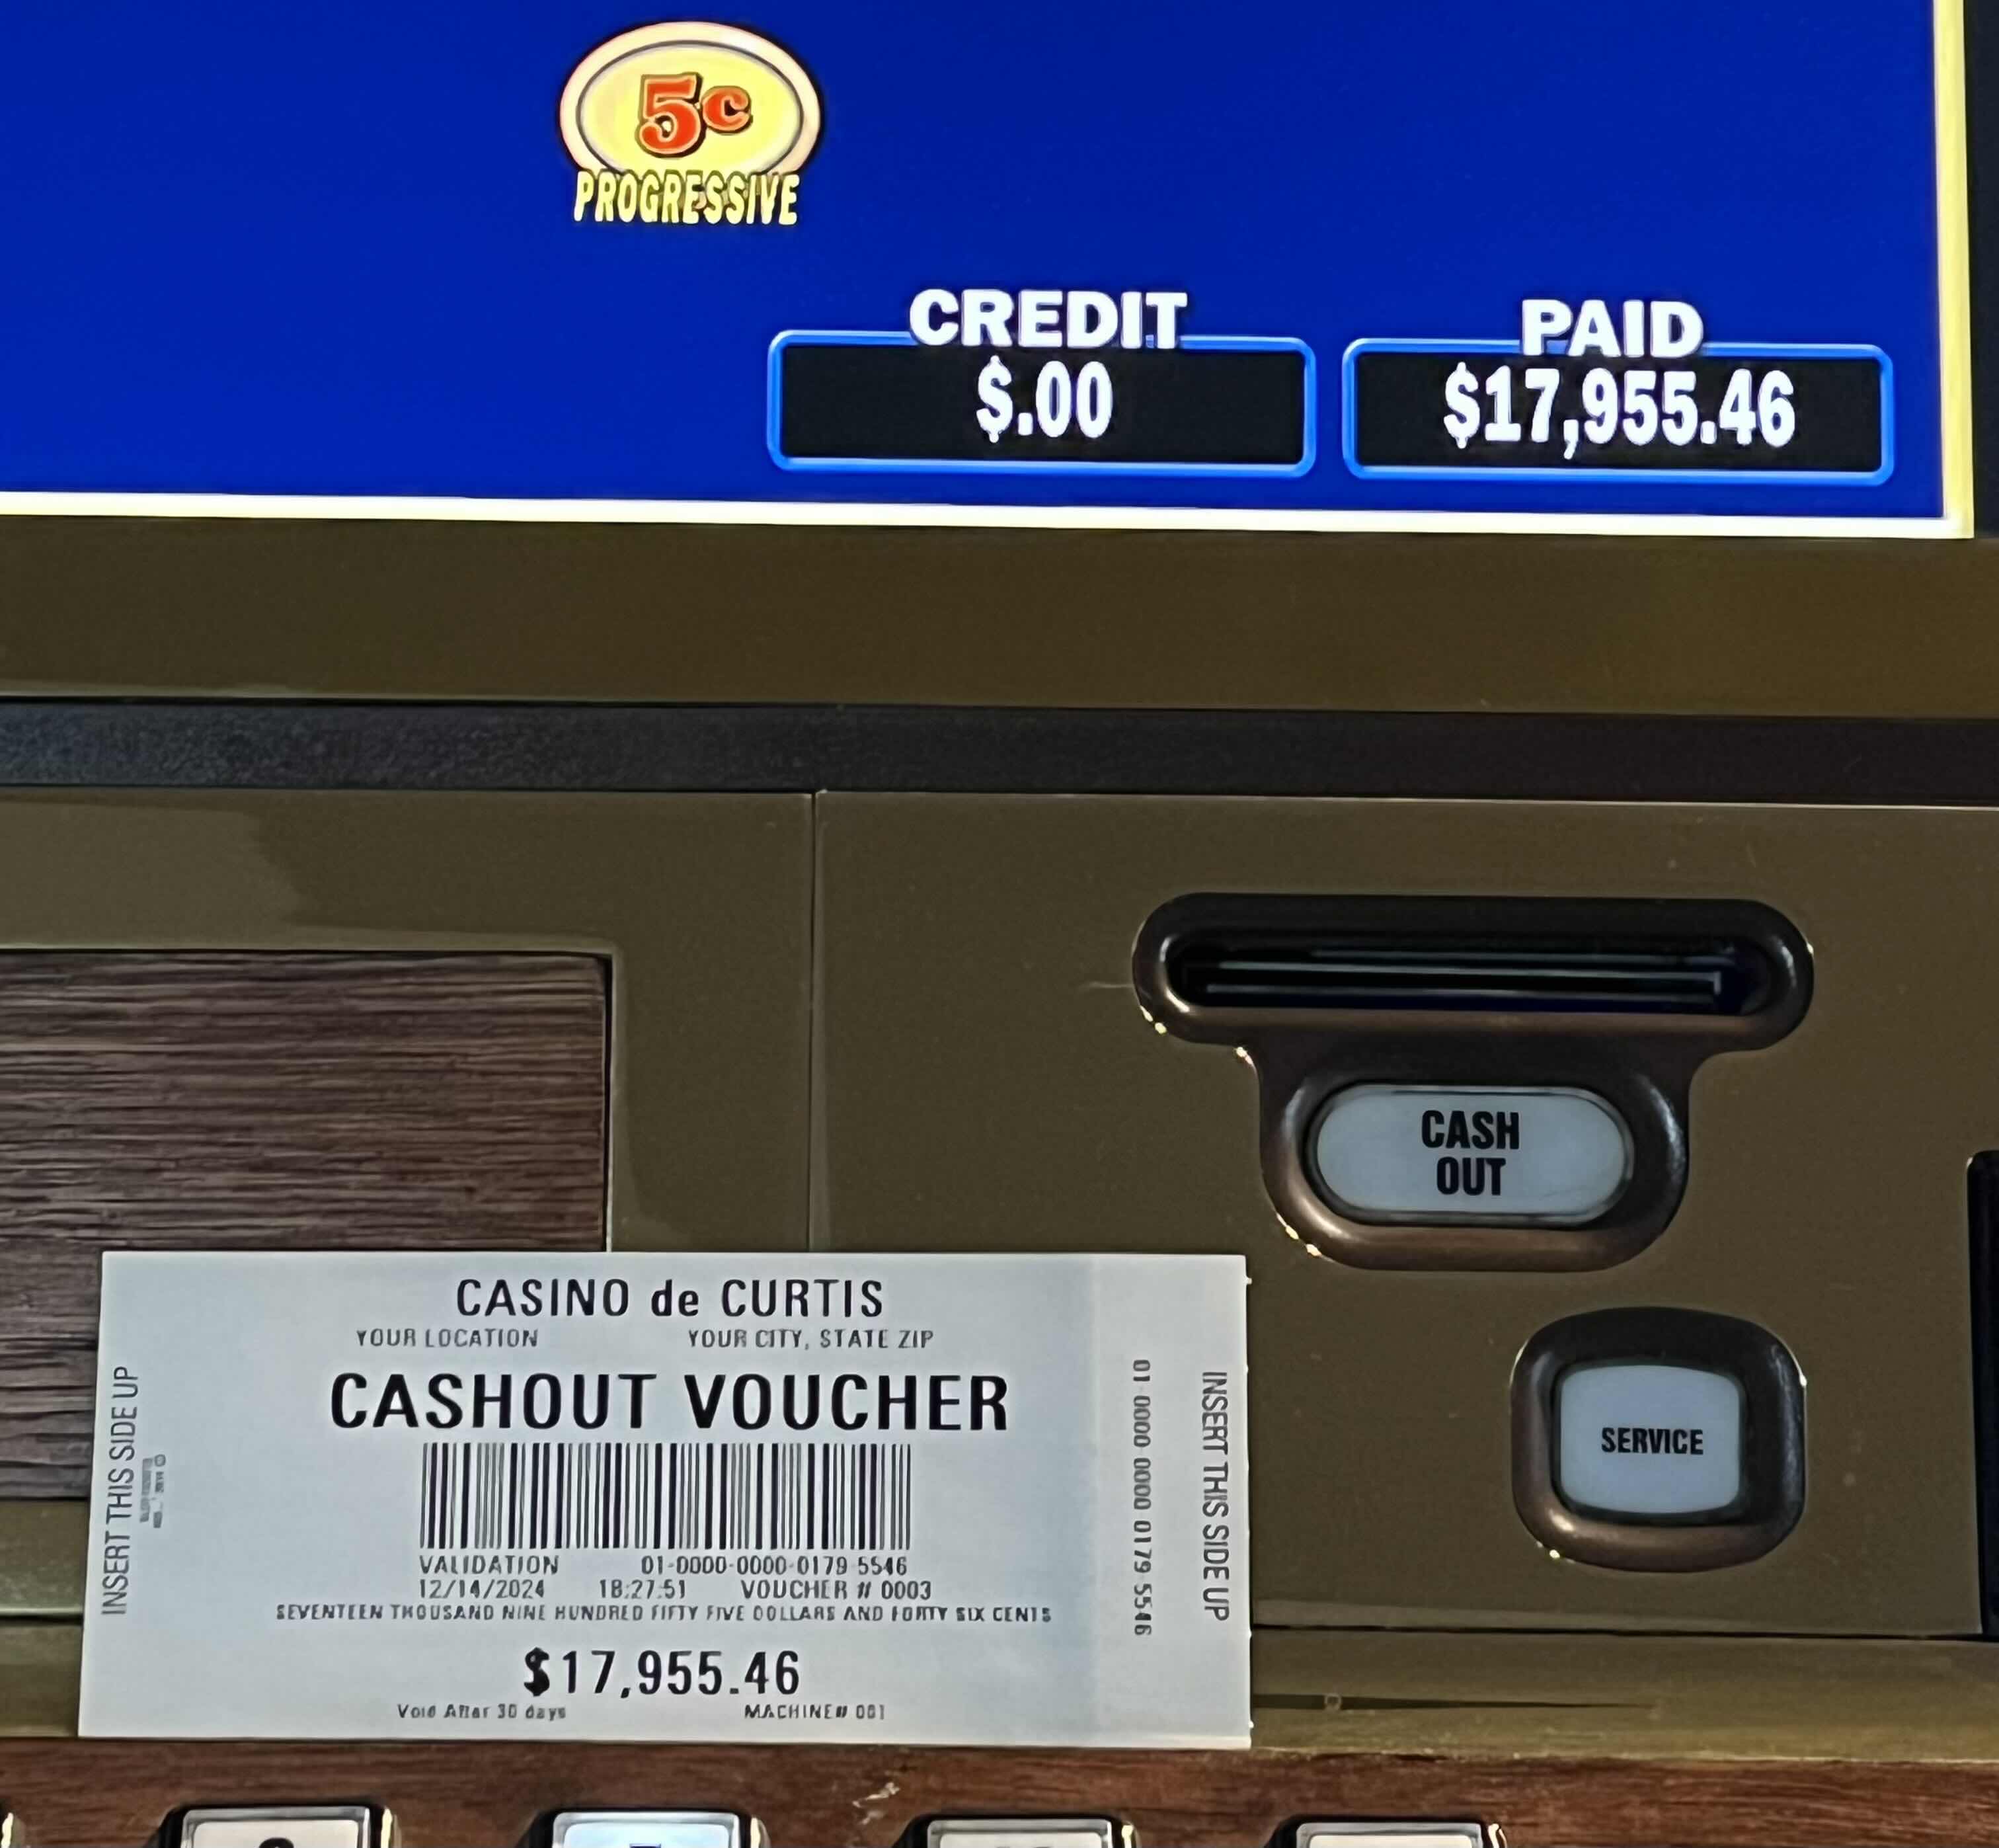 5c
PROGRESSIVE
CREDIT
$.00
PAID
$17,955.46
CASH
OUT
SERVICE
CASINO de CURTIS
YOUR LOCATION YOUR CITY, STATE ZIP
CASHOUT VOUCHER
INSERT THIS SIDE UP
VALIDATION 01-0000-0000-0179-5546
12/14/2024 18:27:51 VOUCHER # 0003
SEVENTEEN THOUSAND NINE HUNDRED FIFTY FIVE DOLLARS AND FORTY SIX CENTS
$17,955.46
Void After 30 days MACHINE# 001
01-0000-0000-0179-5546
INSERT THIS SIDE UP